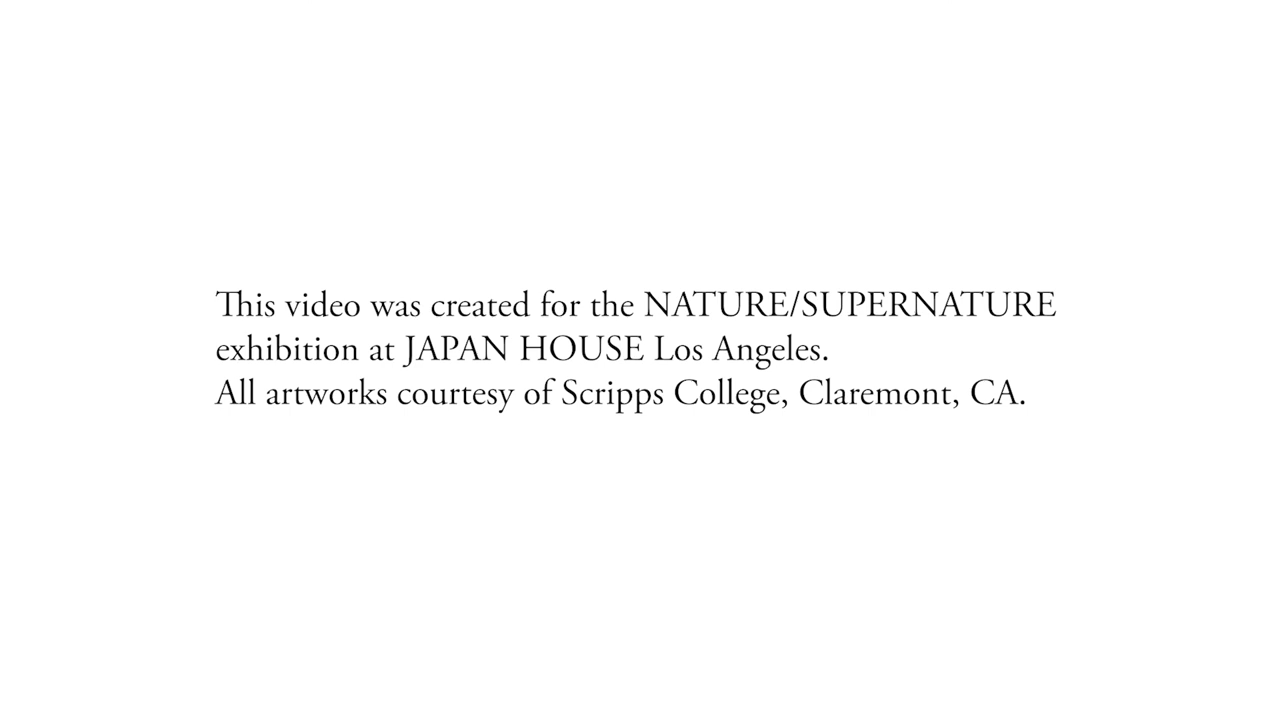 This video was created for the NATURE/SUPERNATURE
exhibition at JAPAN HOUSE Los Angeles.
All artworks courtesy of Scripps College, Claremont, CA.